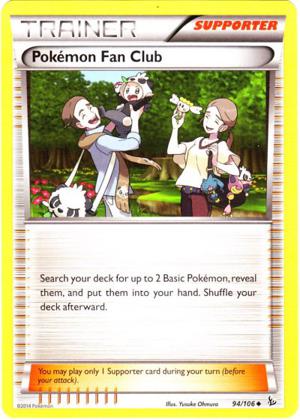 TRAINER
SUPPORTER
Pokémon Fan Club
Search your deck for up to 2 Basic Pokémon, reveal
them, and put them into your hand. Shuffle your
deck afterward.
You may play only 1 Supporter card during your turn (before
your attack).
Illus. Yusuke Ohmura
94/106
©2014 Pokémon